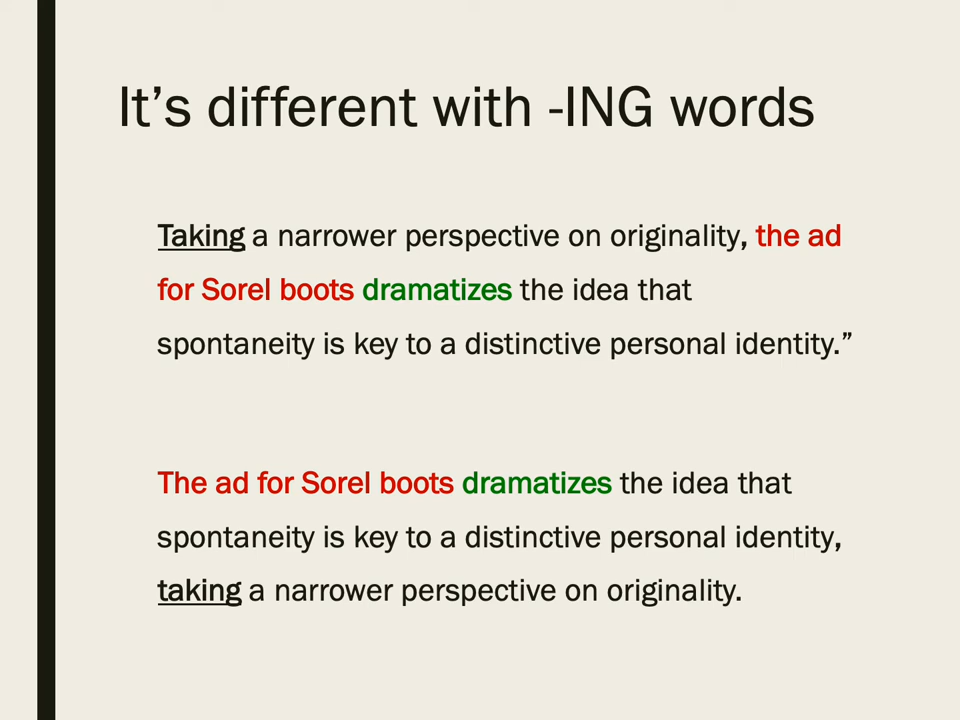 It’s different with -ING words
Taking a narrower perspective on originality, the ad
for Sorel boots dramatizes the idea that
spontaneity is key to a distinctive personal identity.”
The ad for Sorel boots dramatizes the idea that
spontaneity is key to a distinctive personal identity,
taking a narrower perspective on originality.